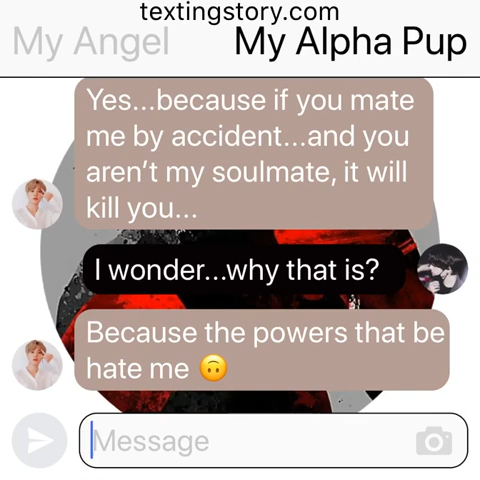 textingstory.com
My Angel My Alpha Pup
Yes...because if you mate
me by accident...and you
aren't my soulmate, it will
kill you...
I wonder...why that is?
Because the powers that be
hate me 🙃
Message